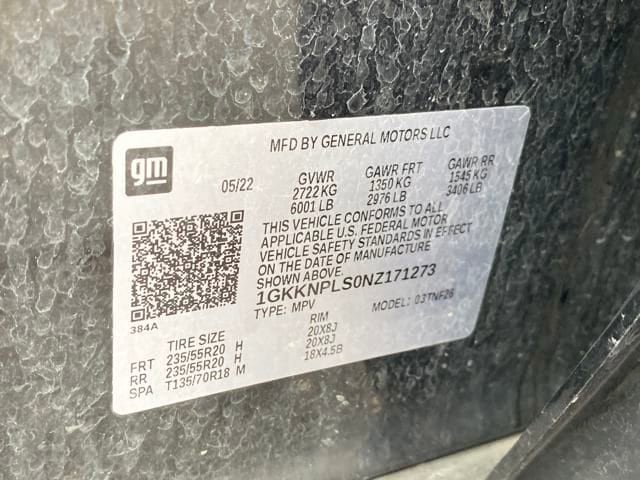 MFD BY GENERAL MOTORS LLC
gm
05/22 GVWR GAWR FRT GAWR RR
2722 KG 1350 KG 1545 KG
6001 LB 2976 LB 3406 LB
THIS VEHICLE CONFORMS TO ALL
APPLICABLE U.S. FEDERAL MOTOR
VEHICLE SAFETY STANDARDS IN EFFECT
ON THE DATE OF MANUFACTURE
SHOWN ABOVE.
1GKKNPLS0NZ171273
TYPE: MPV MODEL: 03TNF26
384A
TIRE SIZE RIM
FRT 235/55R20 H 20X8J
RR 235/55R20 H 20X8J
SPA T135/70R18 M 18X4.5B